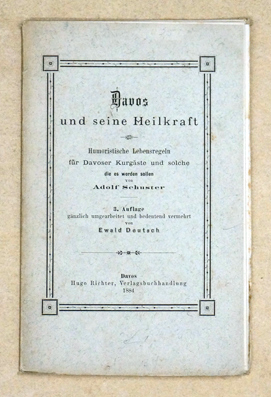 Davos
und seine Heilkraft
Humoristische Lebensregeln
für Davoser Kurgäste und solche
die es werden sollen
von
Adolf Schuster
3. Auflage
gänzlich umgearbeitet und bedeutend vermehrt
von
Ewald Deutsch
Davos
Hugo Richter, Verlagsbuchhandlung
1884